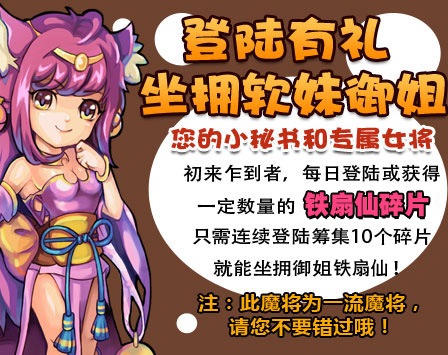 登陆有礼
坐拥软妹御姐
您的小秘书和专属女将
初来乍到者，每日登陆或获得
一定数量的 铁扇仙碎片
只需连续登陆筹集10个碎片
就能坐拥御姐铁扇仙！
注：此魔将为一流魔将，
请您不要错过哦！